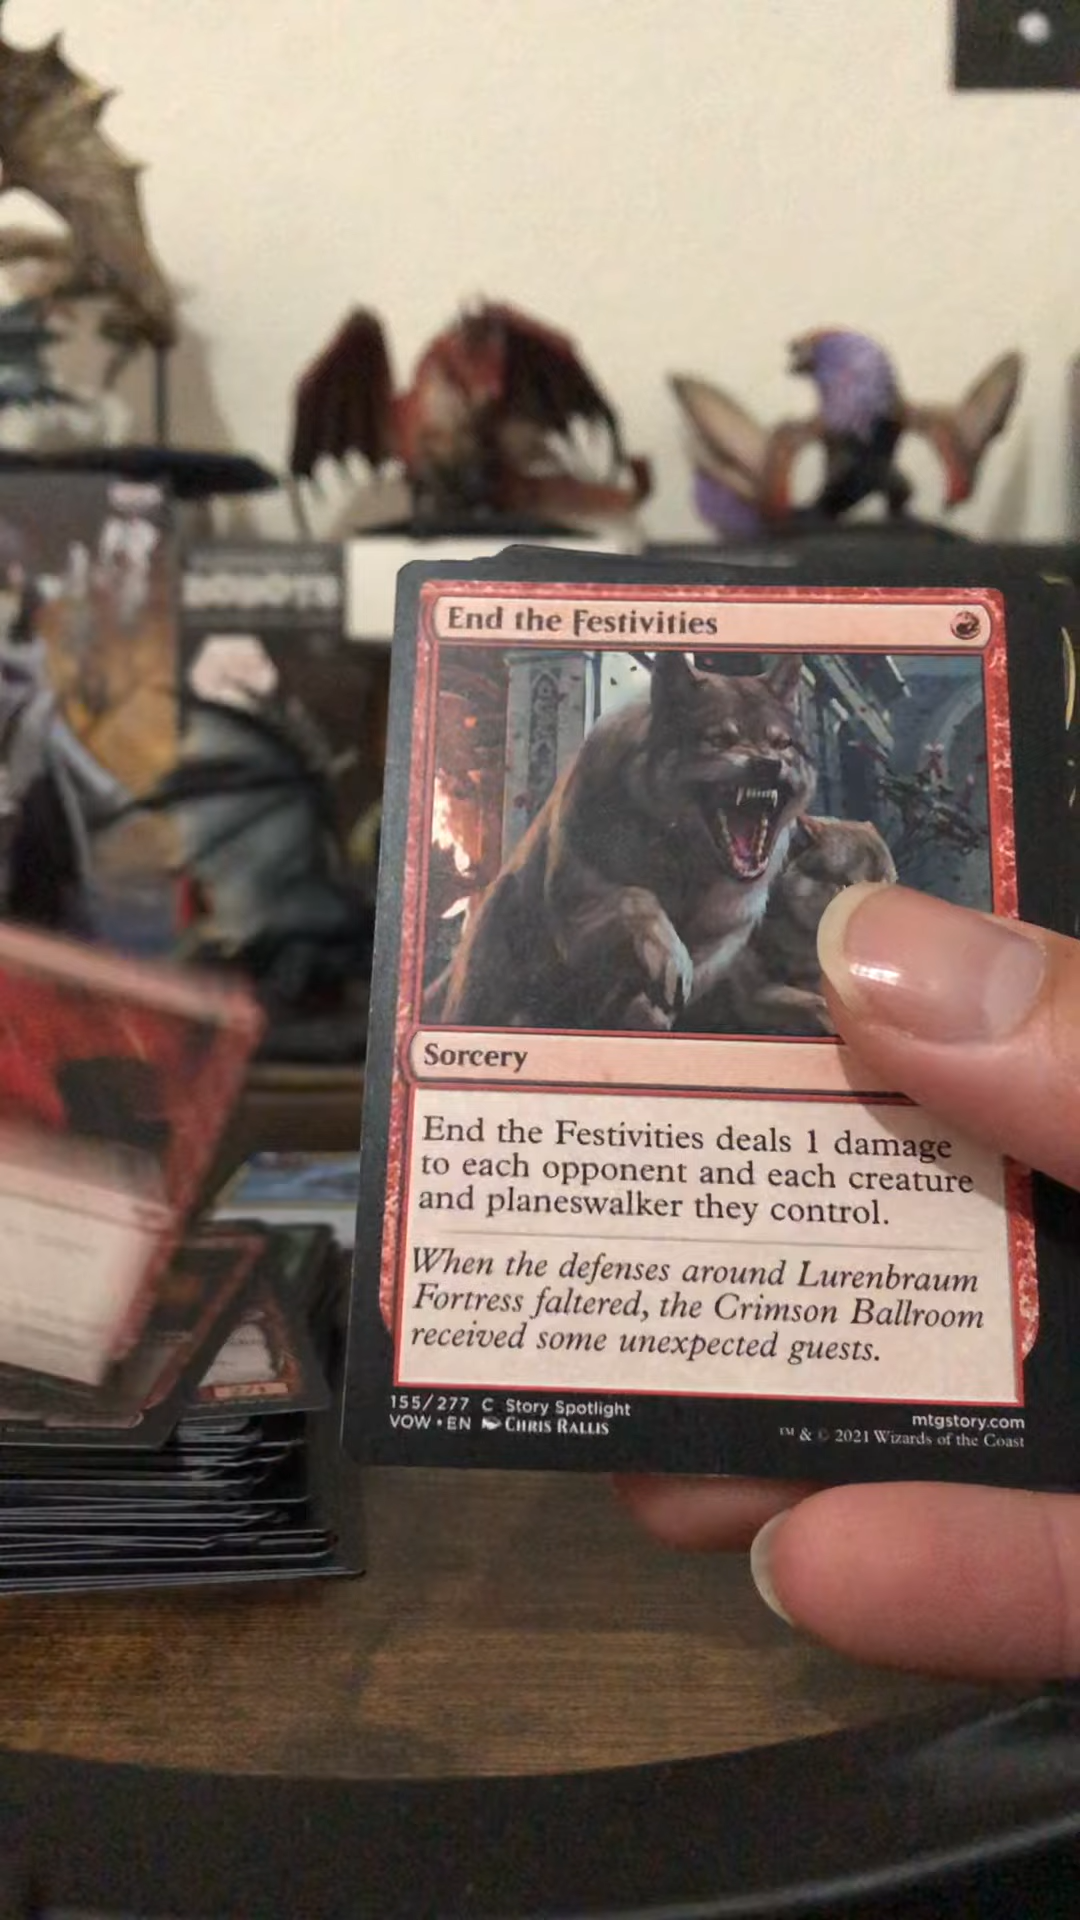 End the Festivities
Sorcery
End the Festivities deals 1 damage
to each opponent and each creature
and planeswalker they control.
When the defenses around Lurenbraum
Fortress faltered, the Crimson Ballroom
received some unexpected guests.
155/277 C Story Spotlight
VOW • EN Chris Rallis
mtgstory.com
™ & © 2021 Wizards of the Coast